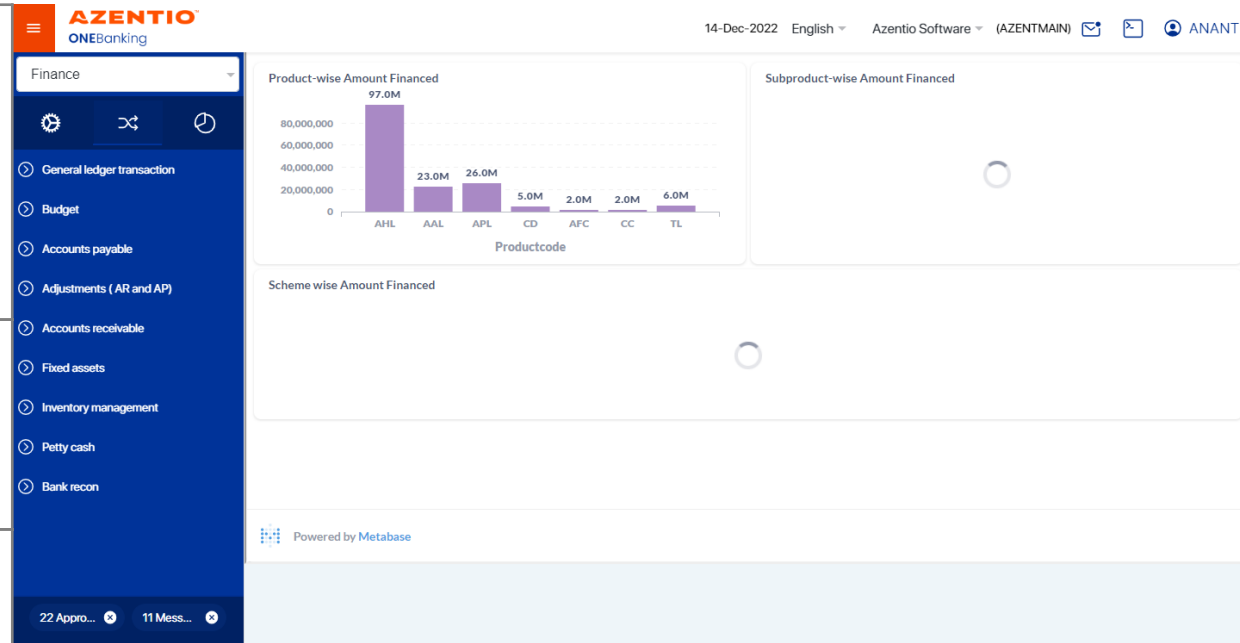 AZENTIO
ONEBanking
14-Dec-2022 English Azentio Software (AZENTMAIN) ANANT
Finance
General ledger transaction
Budget
Accounts payable
Adjustments ( AR and AP)
Accounts receivable
Fixed assets
Inventory management
Petty cash
Bank recon
22 Appro...
11 Mess...
Product-wise Amount Financed
97.0M
80,000,000
60,000,000
40,000,000
20,000,000
0
23.0M
26.0M
5.0M
2.0M
2.0M
6.0M
AHL AAL APL CD AFC CC TL
Productcode
Subproduct-wise Amount Financed
Scheme wise Amount Financed
Powered by Metabase